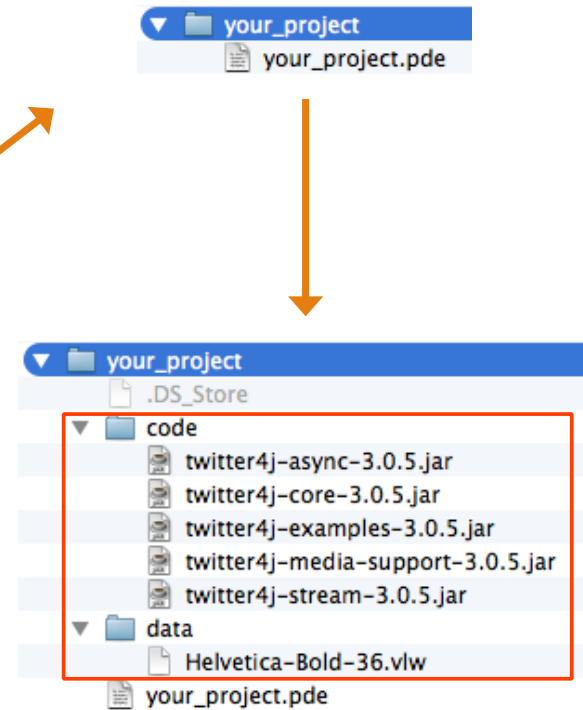 your_project
your_project.pde
your_project
.DS_Store
code
twitter4j-async-3.0.5.jar
twitter4j-core-3.0.5.jar
twitter4j-examples-3.0.5.jar
twitter4j-media-support-3.0.5.jar
twitter4j-stream-3.0.5.jar
data
Helvetica-Bold-36.vlw
your_project.pde